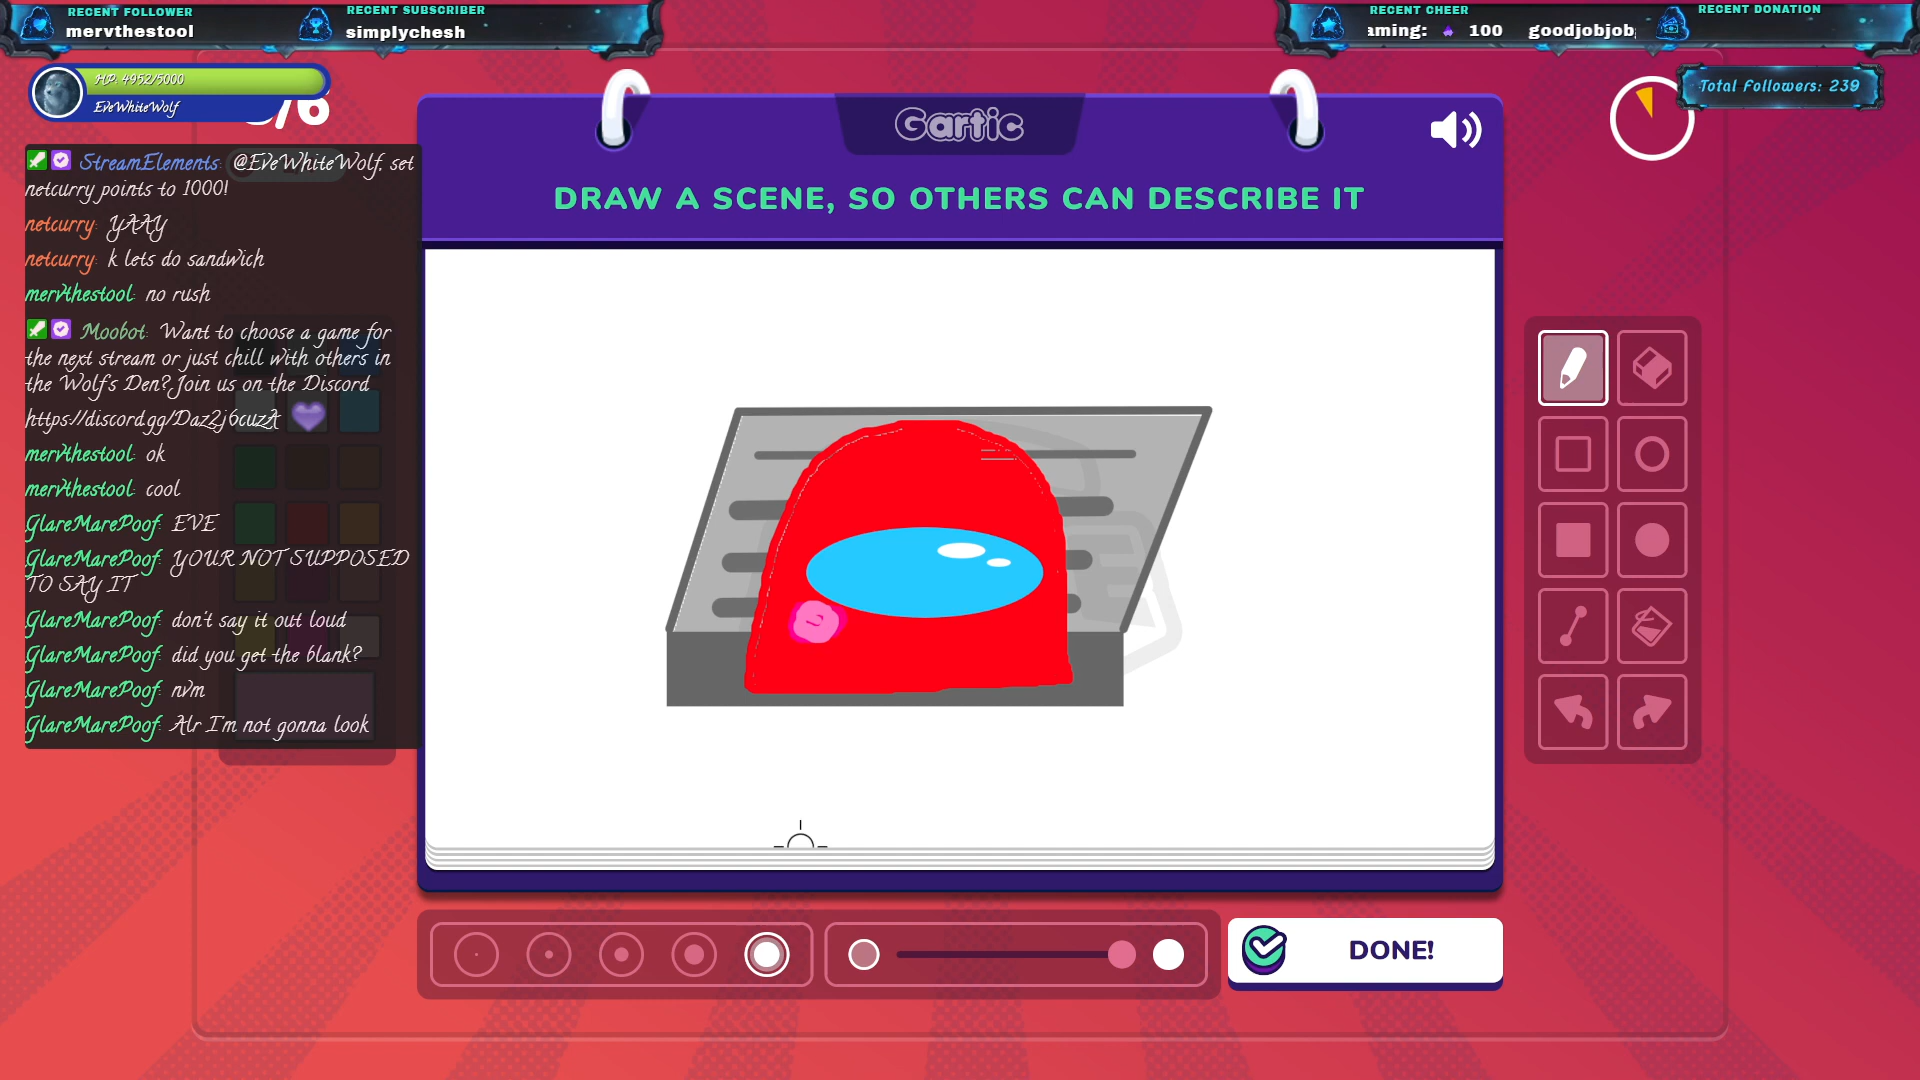 RECENT FOLLOWER
mervthestool
RECENT SUBSCRIBER
simplychesh
RECENT CHEER
aming: 100 goodjobjob
RECENT DONATION
HP: 4952/5000
EveWhiteWolf
/6
Total Followers: 239
Gartic
DRAW A SCENE, SO OTHERS CAN DESCRIBE IT
StreamElements: @EveWhiteWolf, set
netcurry points to 1000!
netcurry: YAAY
netcurry: k lets do sandwich
mervthestool: no rush
Moobot: Want to choose a game for
the next stream or just chill with others in
the Wolf's Den? Join us on the Discord
https://discord.gg/Daz2j6cuzA
mervthestool: ok
mervthestool: cool
GlareMarePoof: EVE
GlareMarePoof: YOUR NOT SUPPOSED
TO SAY IT
GlareMarePoof: don't say it out loud
GlareMarePoof: did you get the blank?
GlareMarePoof: nvm
GlareMarePoof: Alr I'm not gonna look
DONE!